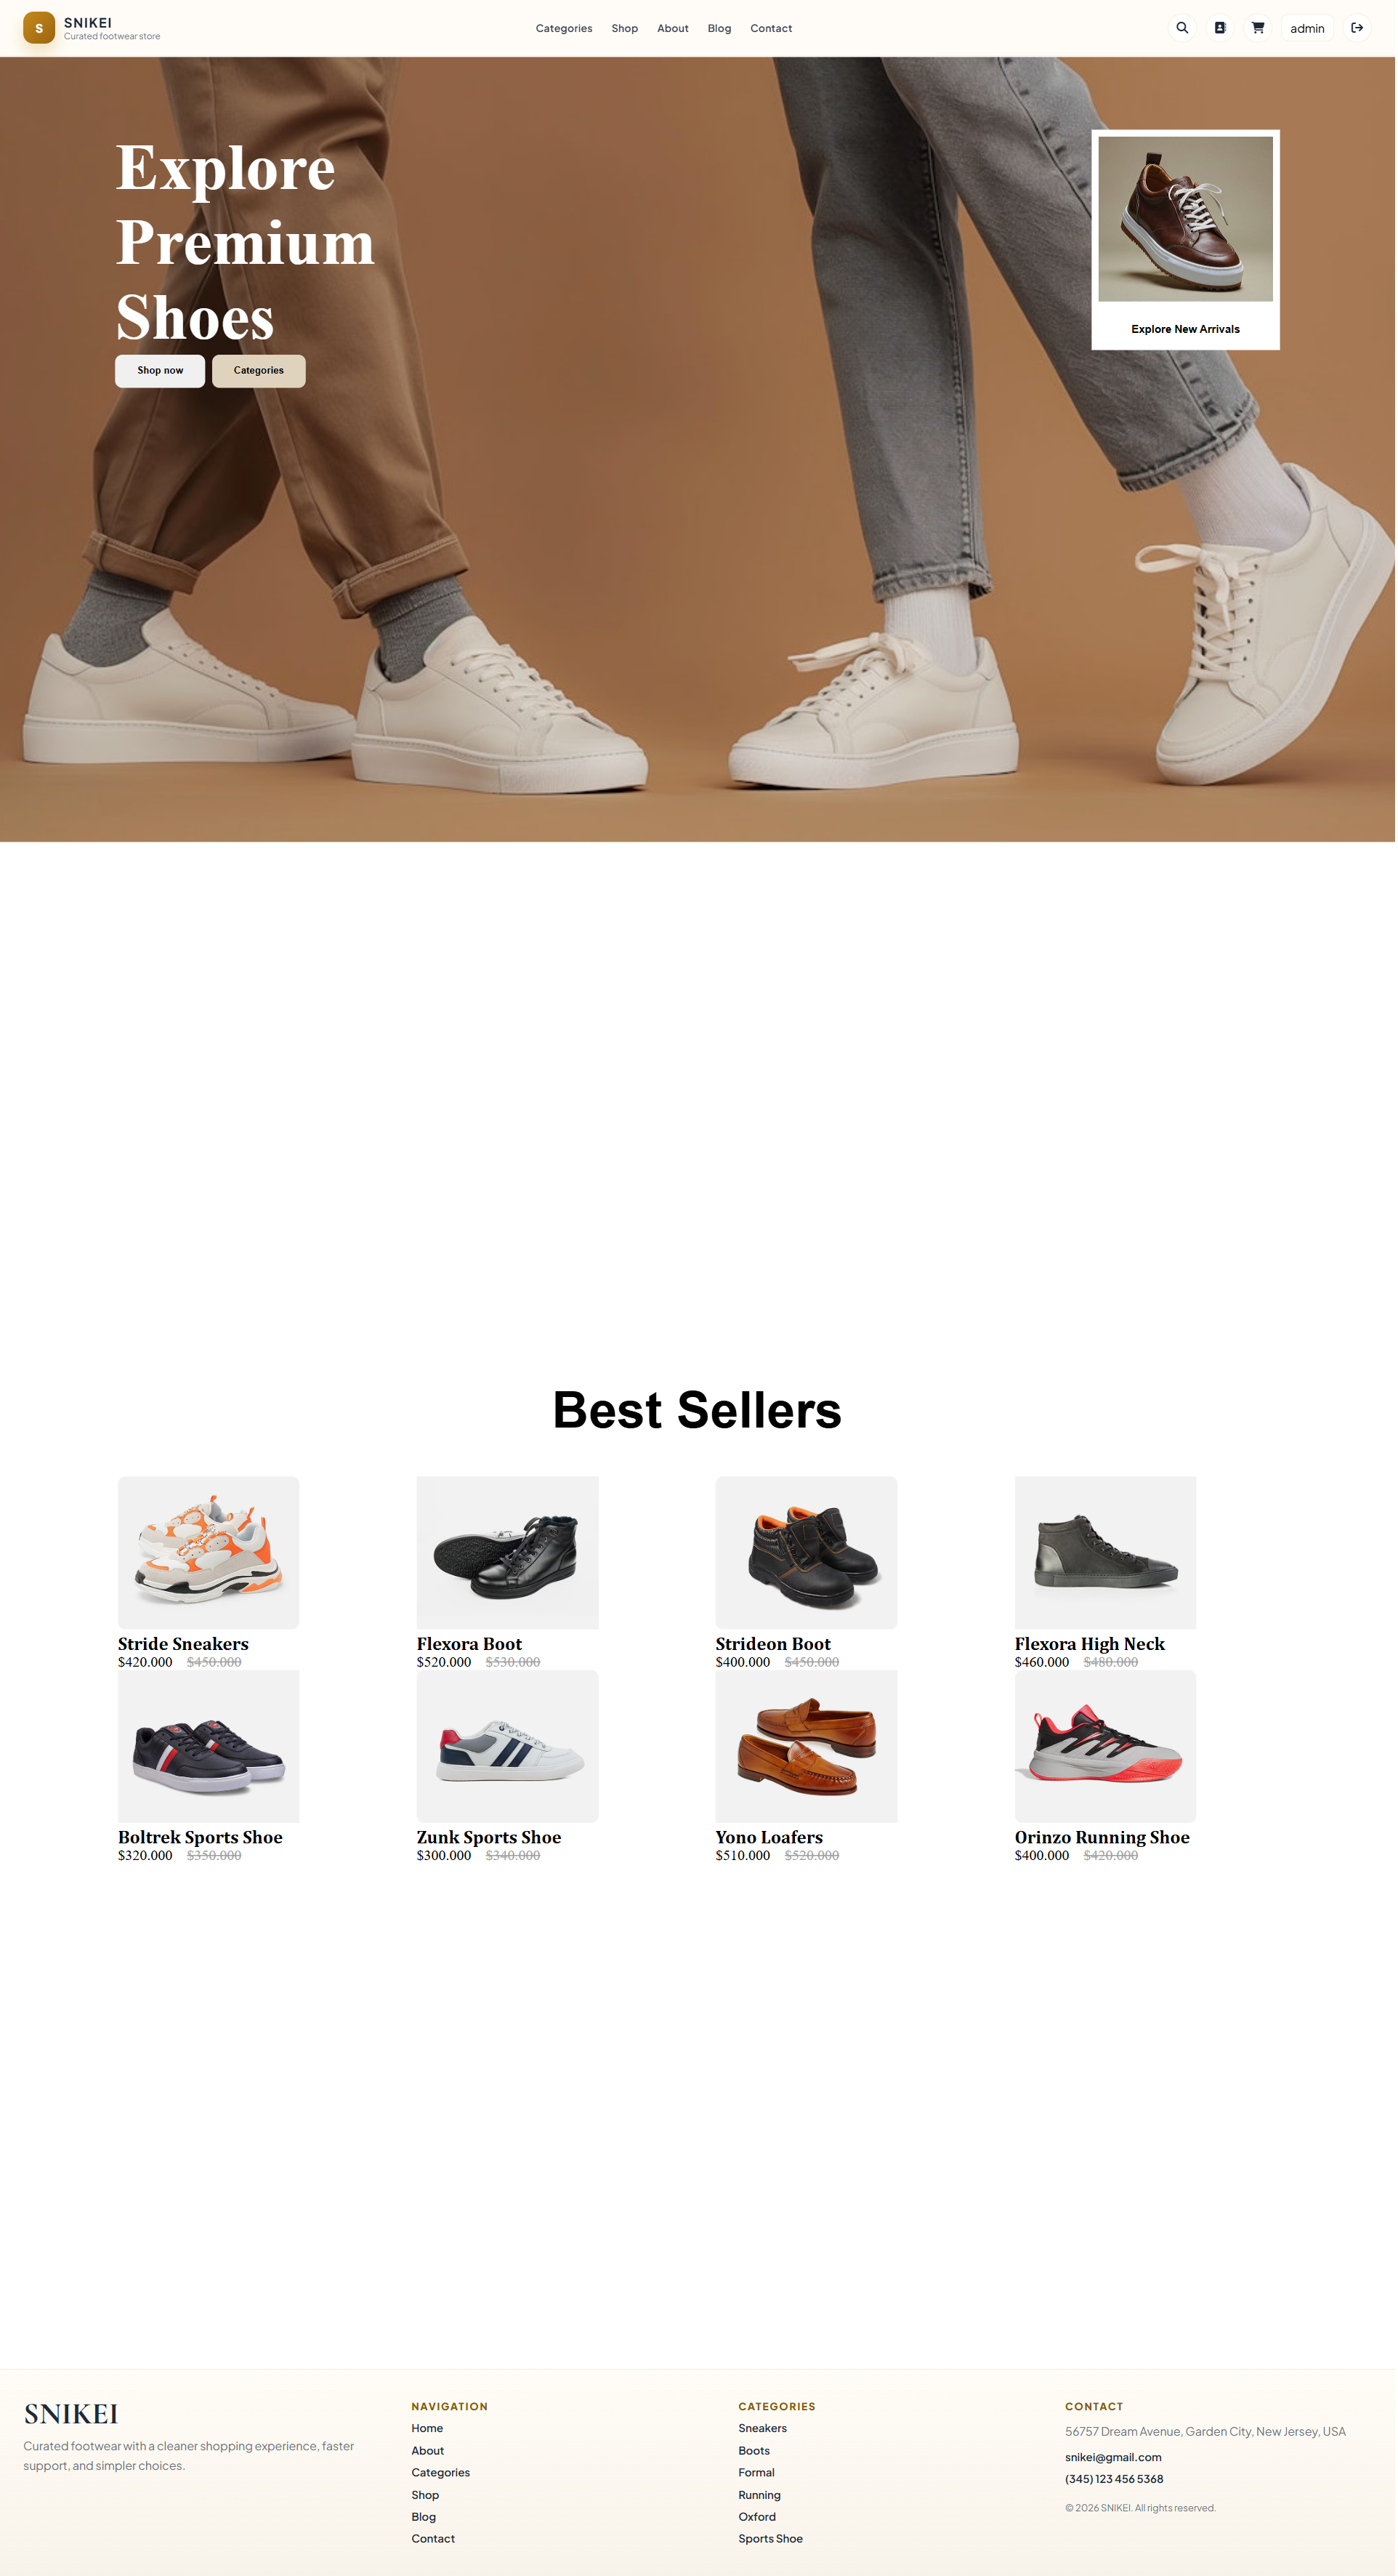 S
SNIKEI
Curated footwear store
Categories Shop About Blog Contact
admin
Explore
Premium
Shoes
Shop now Categories
Explore New Arrivals
Best Sellers
Stride Sneakers
$420.000 $450.000
Flexora Boot
$520.000 $530.000
Strideon Boot
$400.000 $450.000
Flexora High Neck
$460.000 $480.000
Boltrek Sports Shoe
$320.000 $350.000
Zunk Sports Shoe
$300.000 $340.000
Yono Loafers
$510.000 $520.000
Orinzo Running Shoe
$400.000 $420.000
SNIKEI
Curated footwear with a cleaner shopping experience, faster
support, and simpler choices.
NAVIGATION
Home
About
Categories
Shop
Blog
Contact
CATEGORIES
Sneakers
Boots
Formal
Running
Oxford
Sports Shoe
CONTACT
56757 Dream Avenue, Garden City, New Jersey, USA
snikei@gmail.com
(345) 123 456 5368
© 2026 SNIKEI. All rights reserved.